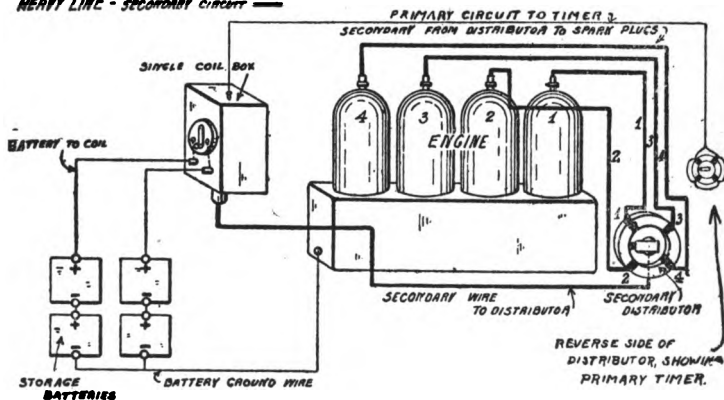 HEAVY LINE - SECONDARY CIRCUIT
PRIMARY CIRCUIT TO TIMER
SECONDARY FROM DISTRIBUTOR TO SPARK PLUGS
SINGLE COIL BOX
BATTERY TO COIL
4 3 2 1
ENGINE
1
3
4
2
1
3
2
4
+ +
- -
+ +
- -
SECONDARY WIRE
TO DISTRIBUTOR
SECONDARY
DISTRIBUTOR
REVERSE SIDE OF
DISTRIBUTOR, SHOWING
PRIMARY TIMER.
STORAGE
BATTERIES
BATTERY GROUND WIRE